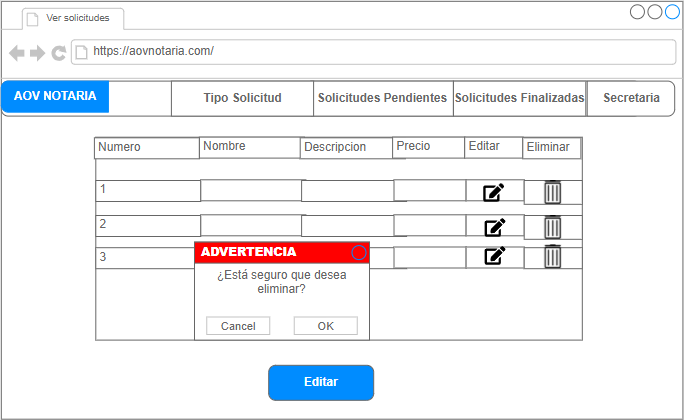 Ver solicitudes
https://aovnotaria.com/
AOV NOTARIA
Tipo Solicitud
Solicitudes Pendientes
Solicitudes Finalizadas
Secretaria
Numero
Nombre
Descripcion
Precio
Editar
Eliminar
1
2
3
ADVERTENCIA
¿Está seguro que desea
eliminar?
Cancel
OK
Editar